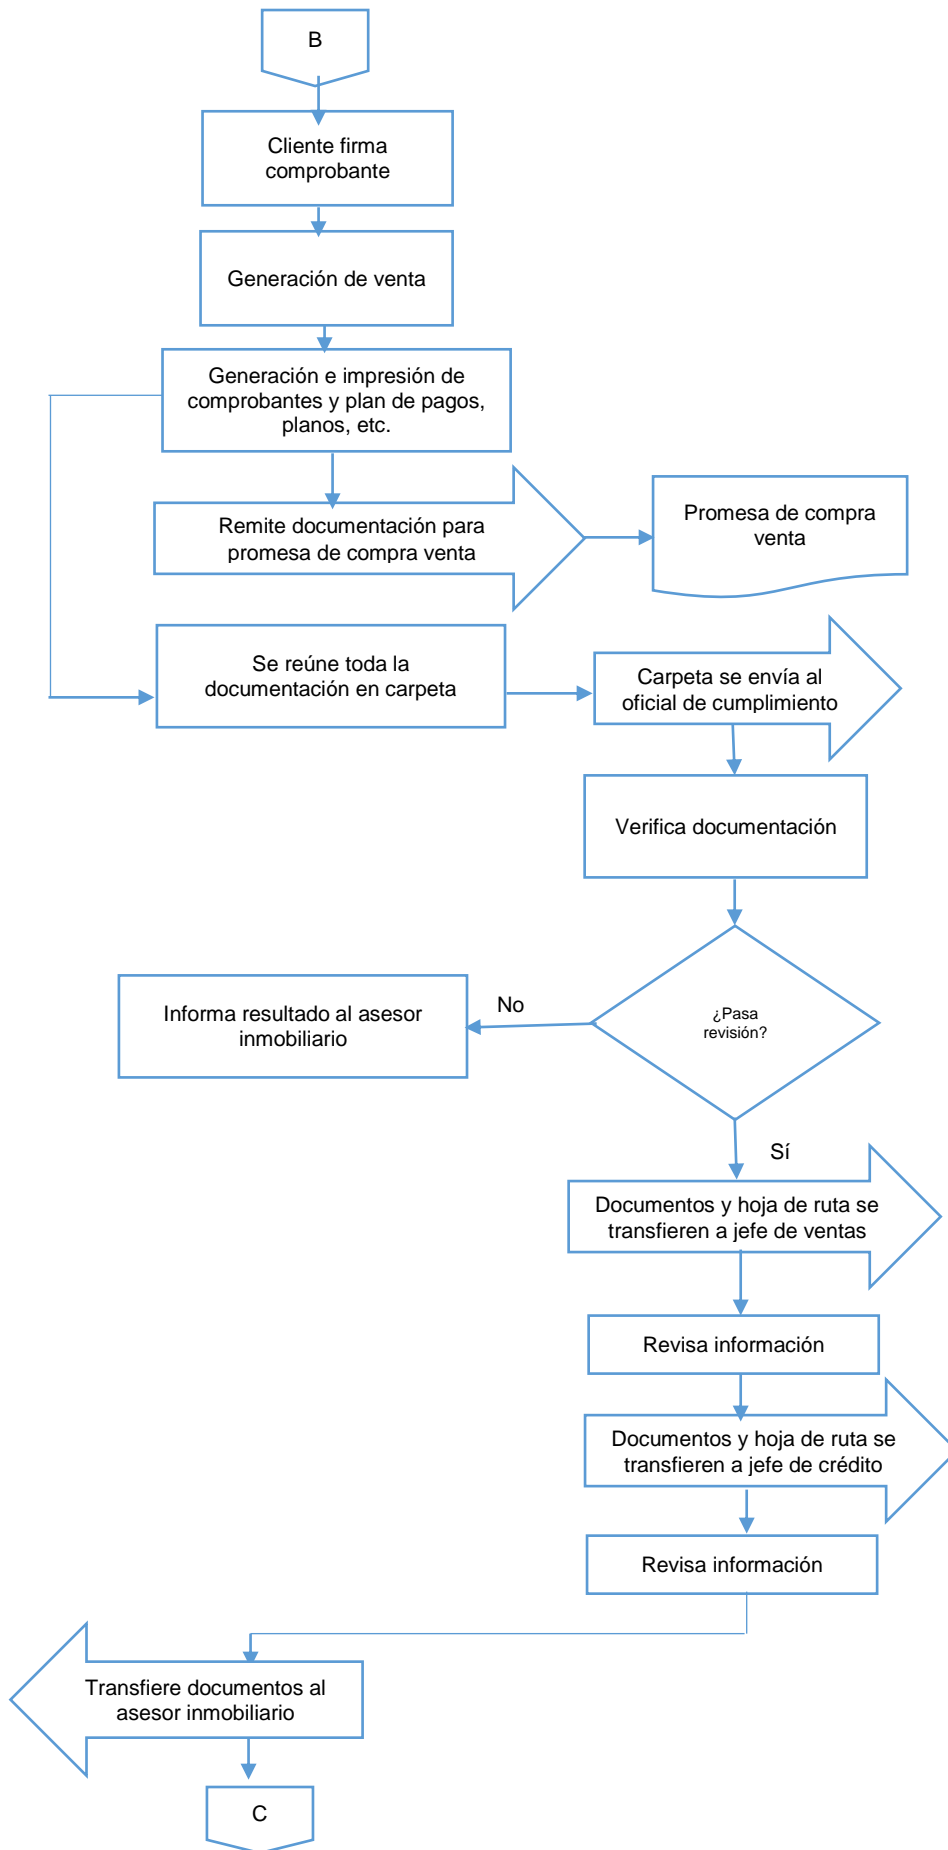 B
Cliente firma
comprobante
Generación de venta
Generación e impresión de
comprobantes y plan de pagos,
planos, etc.
Remite documentación para
promesa de compra venta
Promesa de compra
venta
Se reúne toda la
documentación en carpeta
Carpeta se envía al
oficial de cumplimiento
Verifica documentación
¿Pasa
revisión?
No
Informa resultado al asesor
inmobiliario
Sí
Documentos y hoja de ruta se
transfieren a jefe de ventas
Revisa información
Documentos y hoja de ruta se
transfieren a jefe de crédito
Revisa información
Transfiere documentos al
asesor inmobiliario
C